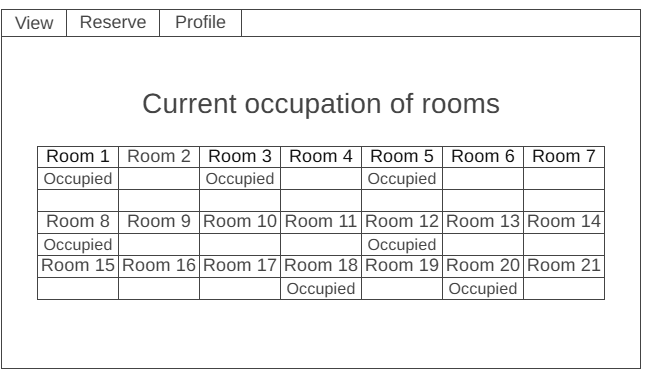 View Reserve Profile
Current occupation of rooms
Room 1 Room 2 Room 3 Room 4 Room 5 Room 6 Room 7
Occupied Occupied Occupied
Room 8 Room 9 Room 10 Room 11 Room 12 Room 13 Room 14
Occupied Occupied
Room 15 Room 16 Room 17 Room 18 Room 19 Room 20 Room 21
Occupied Occupied